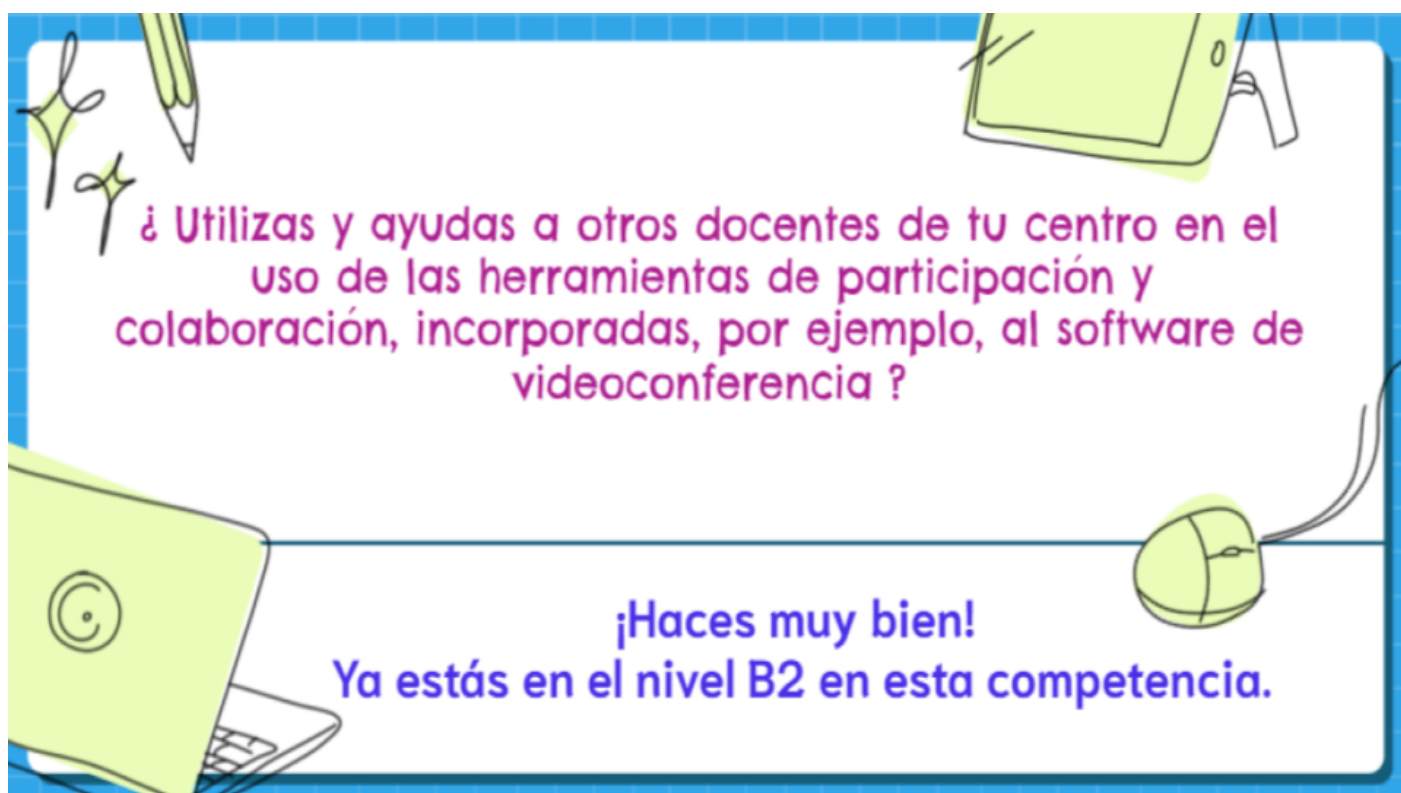 ¿ Utilizas y ayudas a otros docentes de tu centro en el
uso de las herramientas de participación y
colaboración, incorporadas, por ejemplo, al software de
videoconferencia ?
¡Haces muy bien!
Ya estás en el nivel B2 en esta competencia.